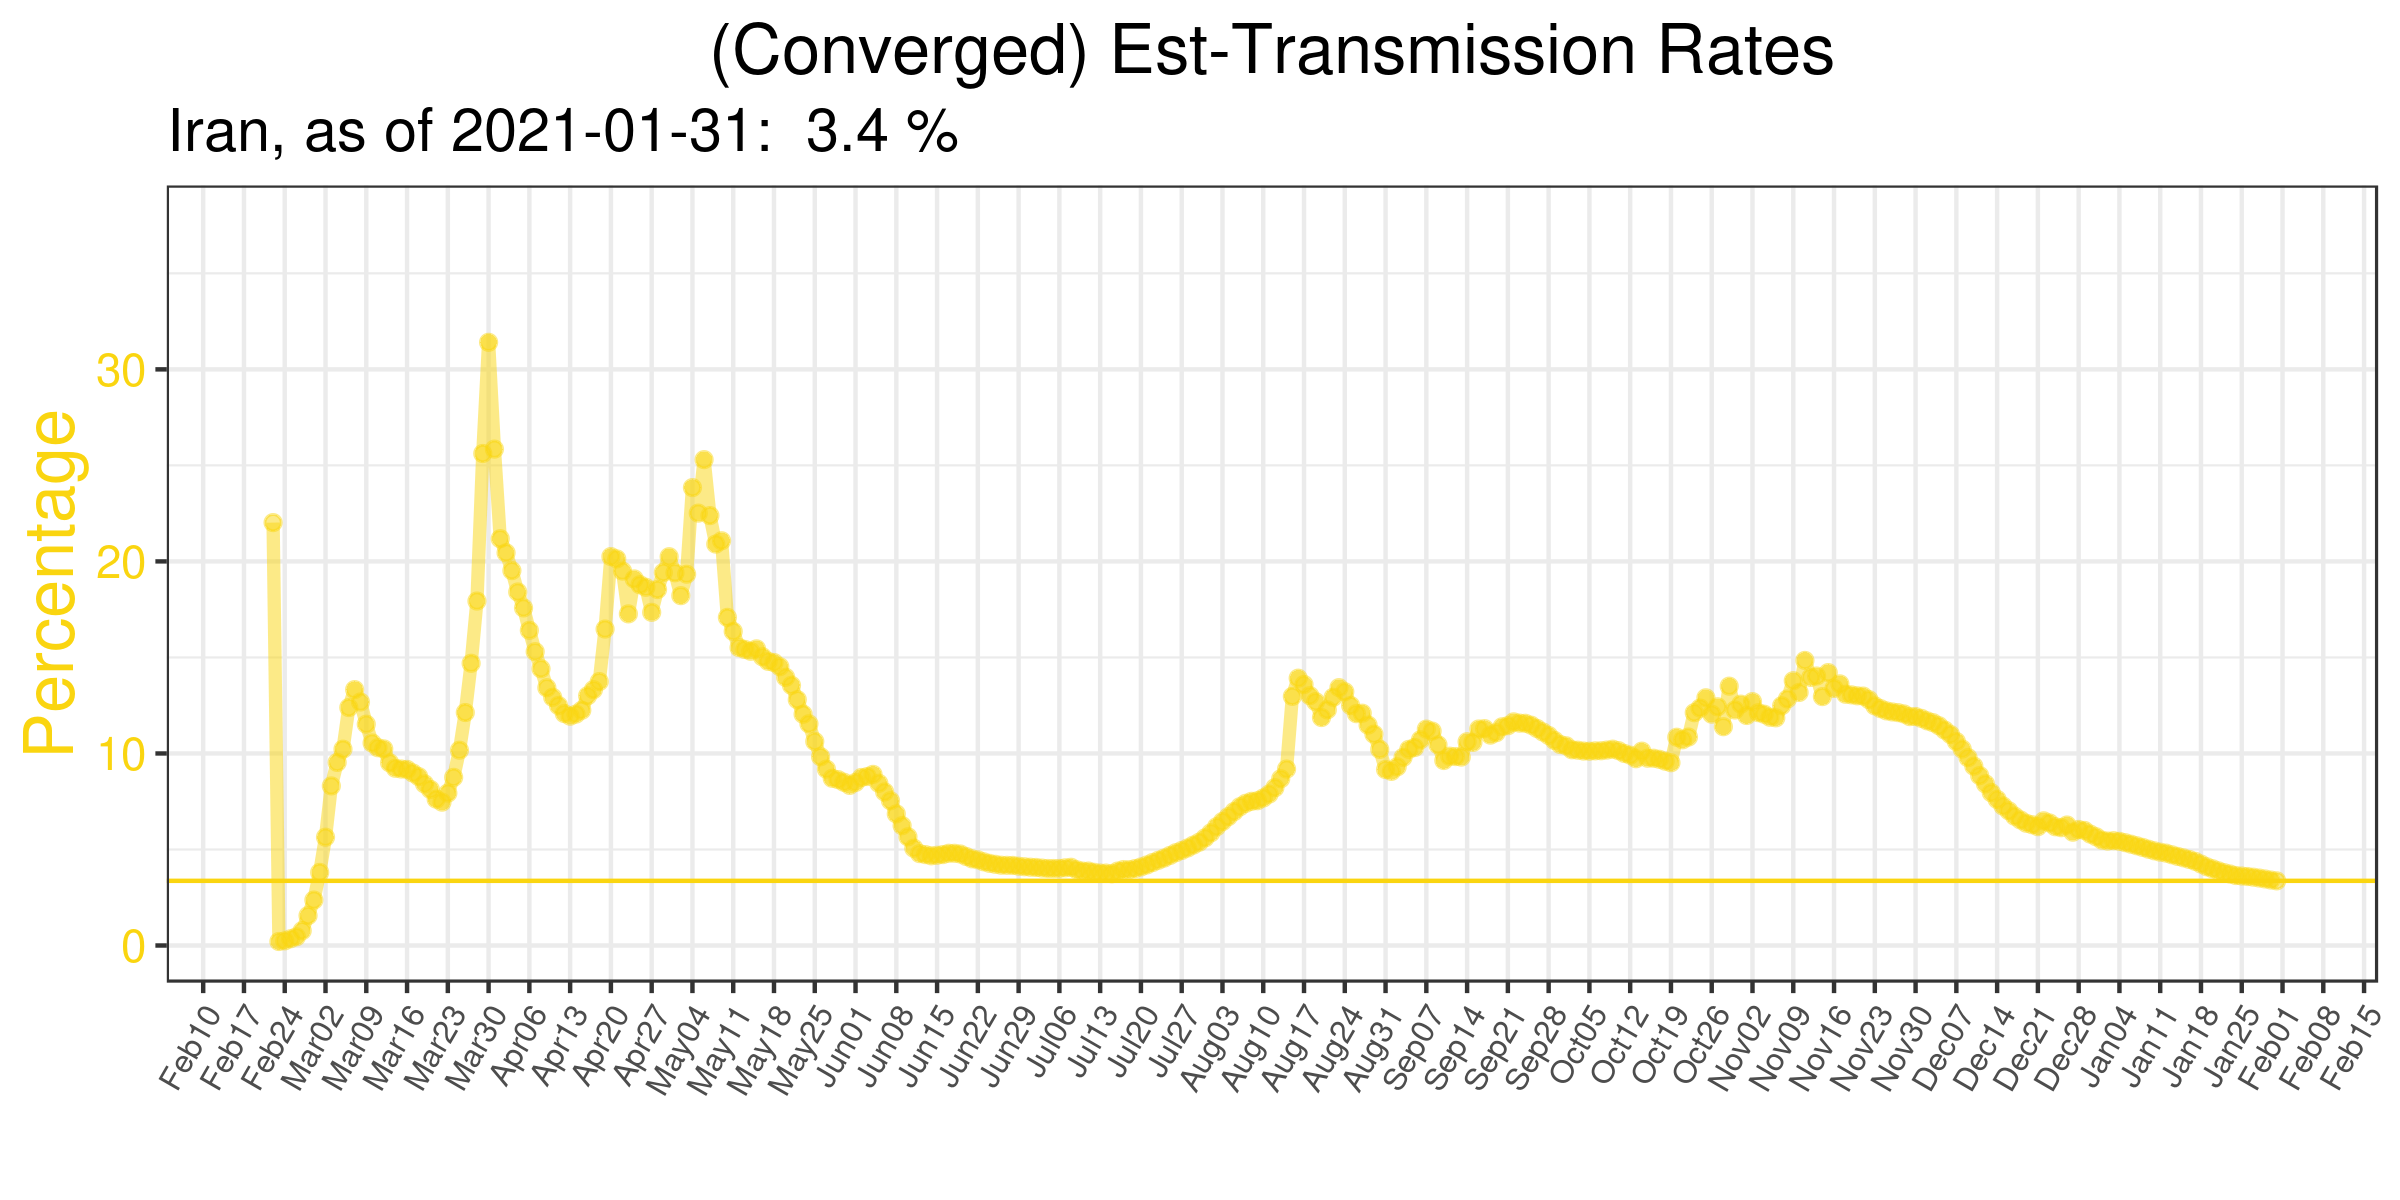 (Converged) Est-Transmission Rates
Iran, as of 2021-01-31:  3.4 %
Percentage
30
20
10
0
Feb10
Feb17
Feb24
Mar02
Mar09
Mar16
Mar23
Mar30
Apr06
Apr13
Apr20
Apr27
May04
May11
May18
May25
Jun01
Jun08
Jun15
Jun22
Jun29
Jul06
Jul13
Jul20
Jul27
Aug03
Aug10
Aug17
Aug24
Aug31
Sep07
Sep14
Sep21
Sep28
Oct05
Oct12
Oct19
Oct26
Nov02
Nov09
Nov16
Nov23
Nov30
Dec07
Dec14
Dec21
Dec28
Dec04
Jan11
Jan18
Jan25
Feb01
Feb08
Feb15